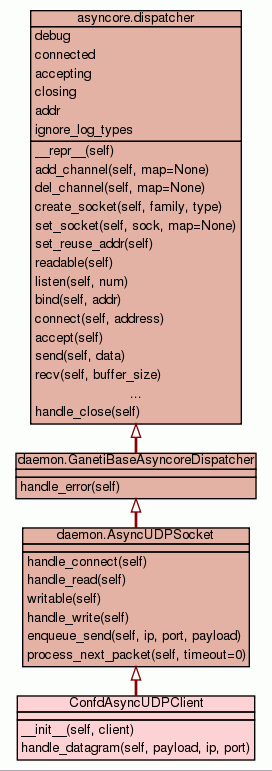 asyncore.dispatcher
debug
connected
accepting
closing
addr
ignore_log_types
__repr__(self)
add_channel(self, map=None)
del_channel(self, map=None)
create_socket(self, family, type)
set_socket(self, sock, map=None)
set_reuse_addr(self)
readable(self)
listen(self, num)
bind(self, addr)
connect(self, address)
accept(self)
send(self, data)
recv(self, buffer_size)
...
handle_close(self)
daemon.GanetiBaseAsyncoreDispatcher
handle_error(self)
daemon.AsyncUDPSocket
handle_connect(self)
handle_read(self)
writable(self)
handle_write(self)
enqueue_send(self, ip, port, payload)
process_next_packet(self, timeout=0)
ConfdAsyncUDPClient
__init__(self, client)
handle_datagram(self, payload, ip, port)